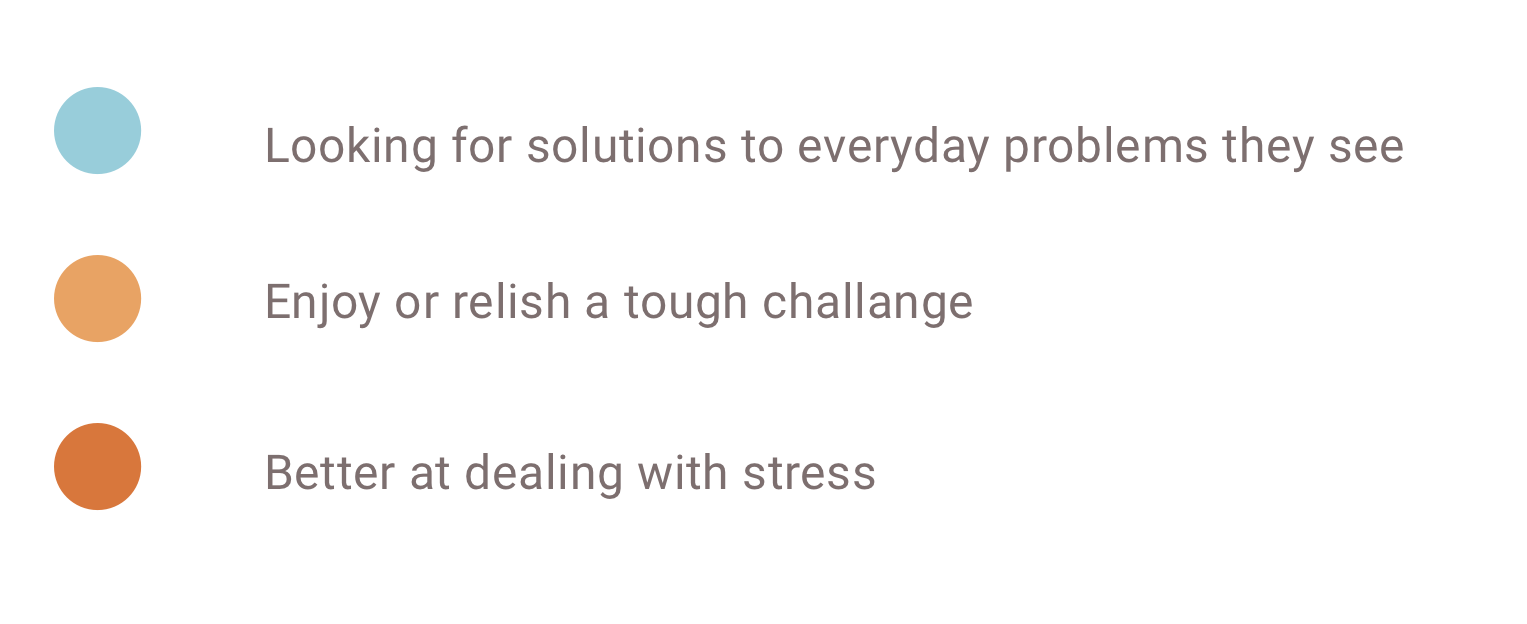 Looking for solutions to everyday problems they see
Enjoy or relish a tough challange
Better at dealing with stress